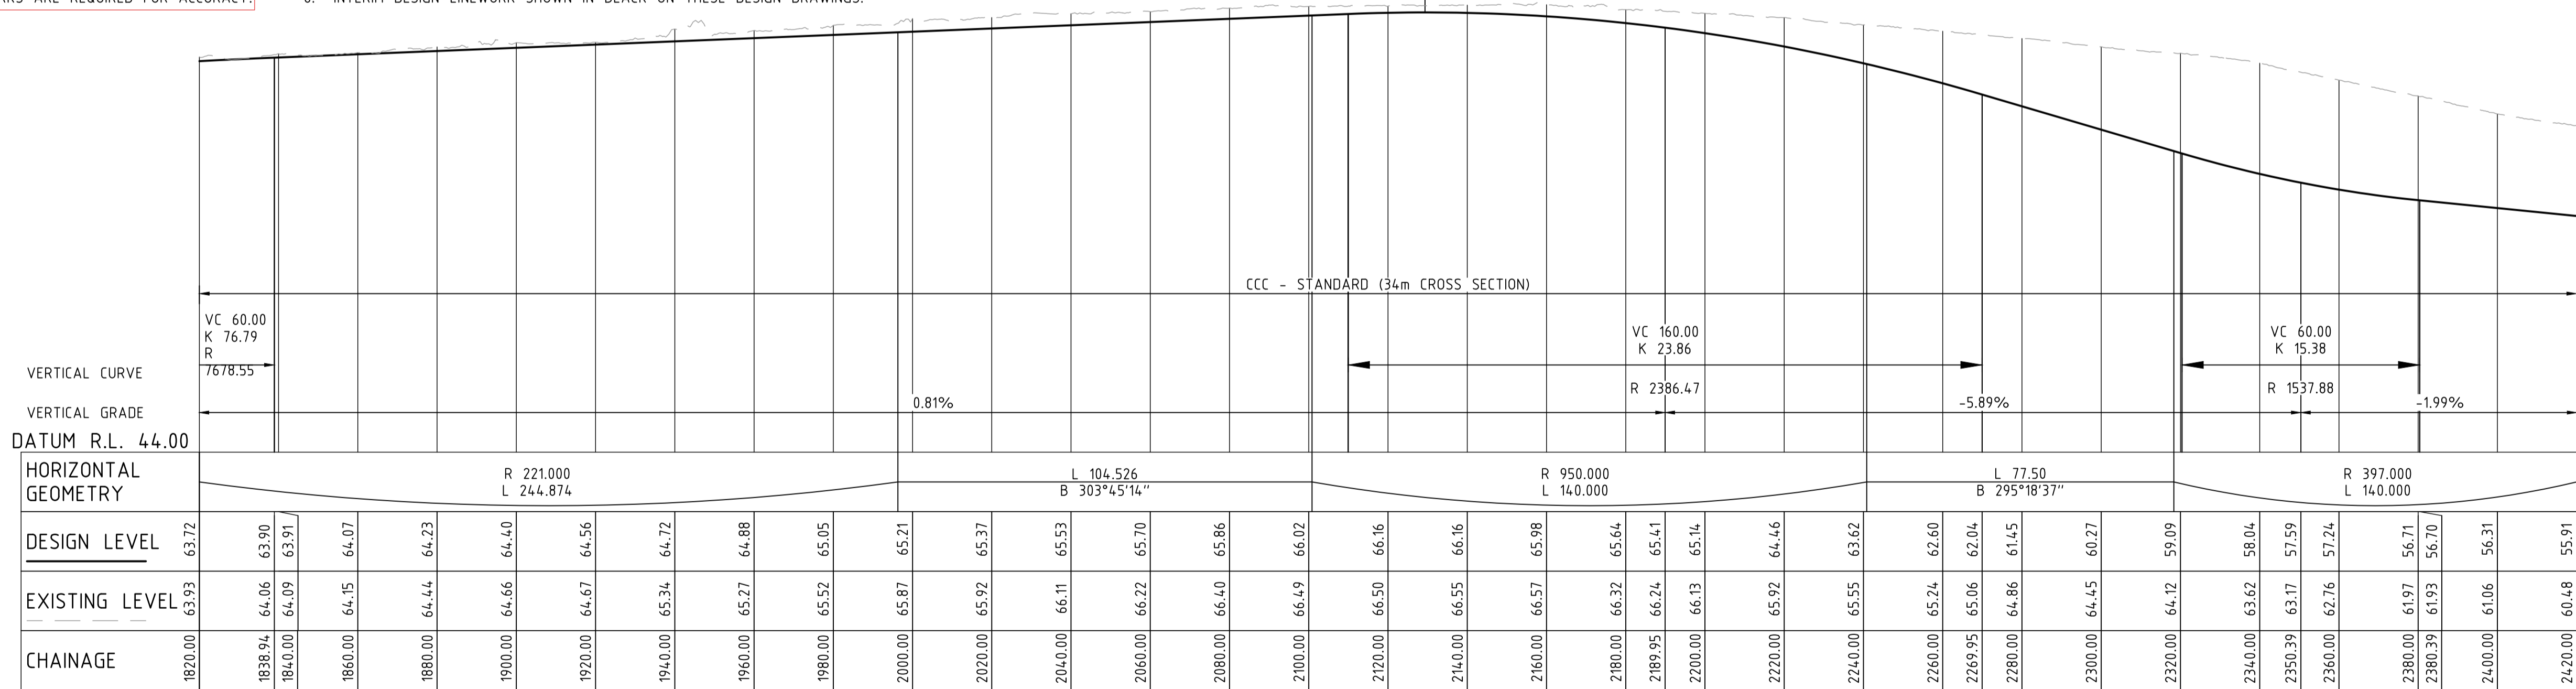 ARE REQUIRED FOR ACCURACY.
INTERIM DESIGN LINEWORK SHOWN IN BLACK ON THESE DESIGN DRAWINGS.
CCC - STANDARD (34m CROSS SECTION)
VC 60.00
K 76.79
R
7678.55
VC 160.00
K 23.86
R 2386.47
VC 60.00
K 15.38
R 1537.88
VERTICAL CURVE
VERTICAL GRADE 0.81% -5.89% -1.99%
DATUM R.L. 44.00
HORIZONTAL
GEOMETRY
R 221.000
L 244.874
L 104.526
B 303°45'14"
R 950.000
L 140.000
L 77.50
B 295°18'37"
R 397.000
L 140.000
DESIGN LEVEL 63.72 63.90 63.91 64.07 64.23 64.40 64.56 64.72 64.88 65.05 65.21 65.37 65.53 65.70 65.86 66.02 66.16 66.16 65.98 65.64 65.41 65.14 64.46 63.62 62.60 62.04 61.45 60.27 59.09 58.04 57.59 57.24 56.71 56.70 56.31 55.91
EXISTING LEVEL 63.93 64.06 64.09 64.15 64.44 64.66 64.67 65.34 65.27 65.52 65.87 65.92 66.11 66.22 66.40 66.49 66.50 66.55 66.57 66.32 66.24 66.13 65.92 65.55 65.24 65.06 64.86 64.45 64.12 63.62 63.17 62.76 61.97 61.93 61.06 60.48
CHAINAGE 1820.00 1838.94 1840.00 1860.00 1880.00 1900.00 1920.00 1940.00 1960.00 1980.00 2000.00 2020.00 2040.00 2060.00 2080.00 2100.00 2120.00 2140.00 2160.00 2180.00 2189.95 2200.00 2220.00 2240.00 2260.00 2269.95 2280.00 2300.00 2320.00 2340.00 2350.39 2360.00 2380.00 2380.39 2400.00 2420.00